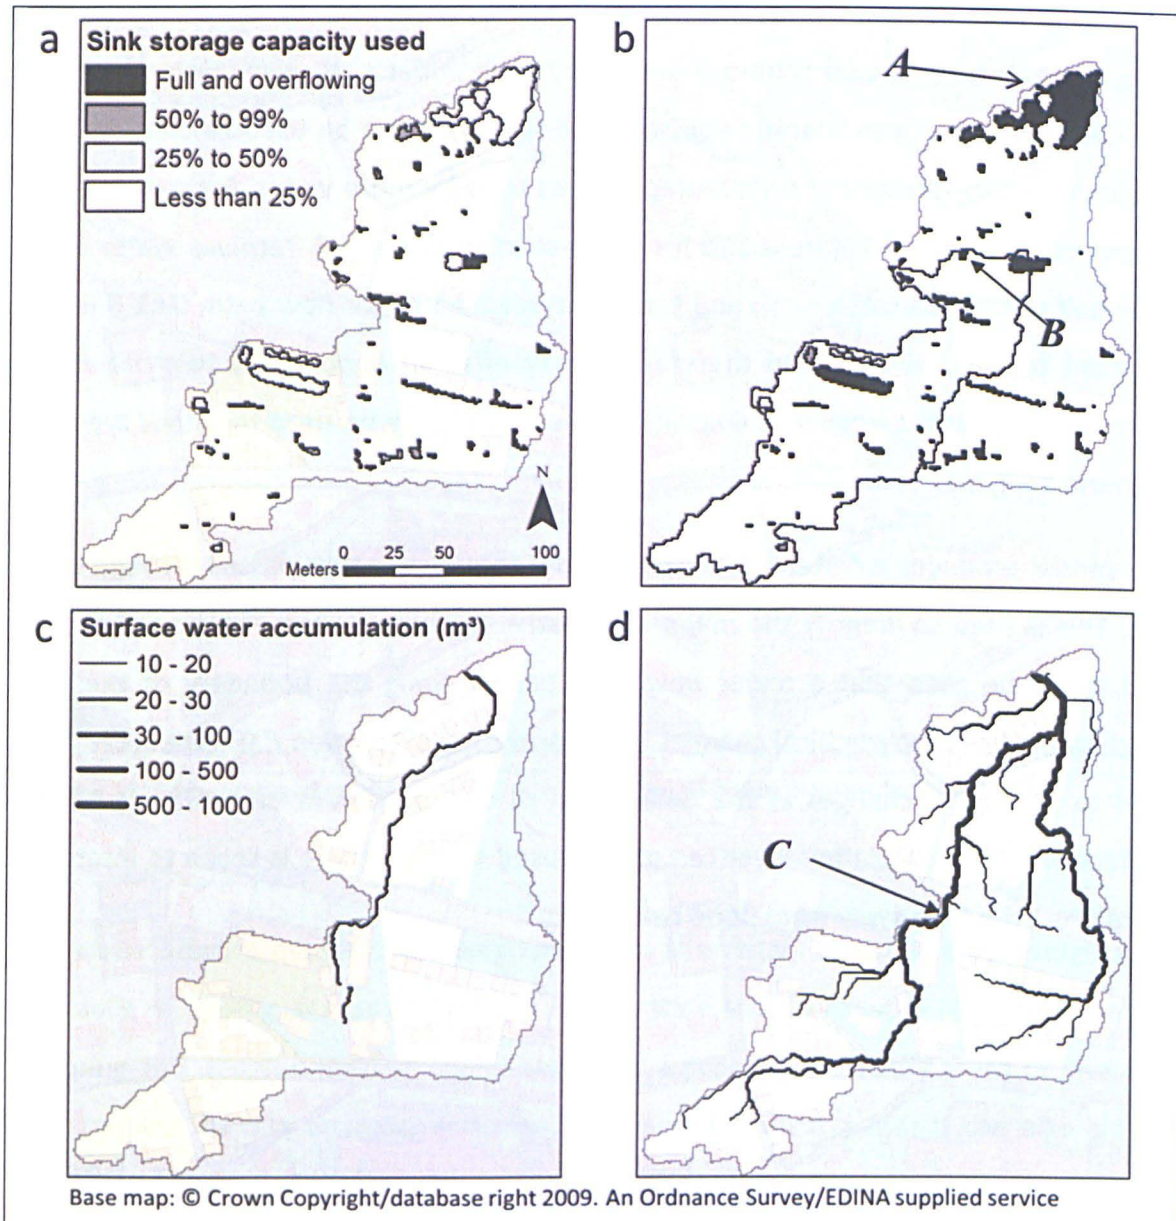 a
Sink storage capacity used
Full and overflowing
50% to 99%
25% to 50%
Less than 25%
N
0 25 50 100
Meters
b
A
B
c
Surface water accumulation (m³)
10 - 20
20 - 30
30 - 100
100 - 500
500 - 1000
d
C
Base map: © Crown Copyright/database right 2009. An Ordnance Survey/EDINA supplied service